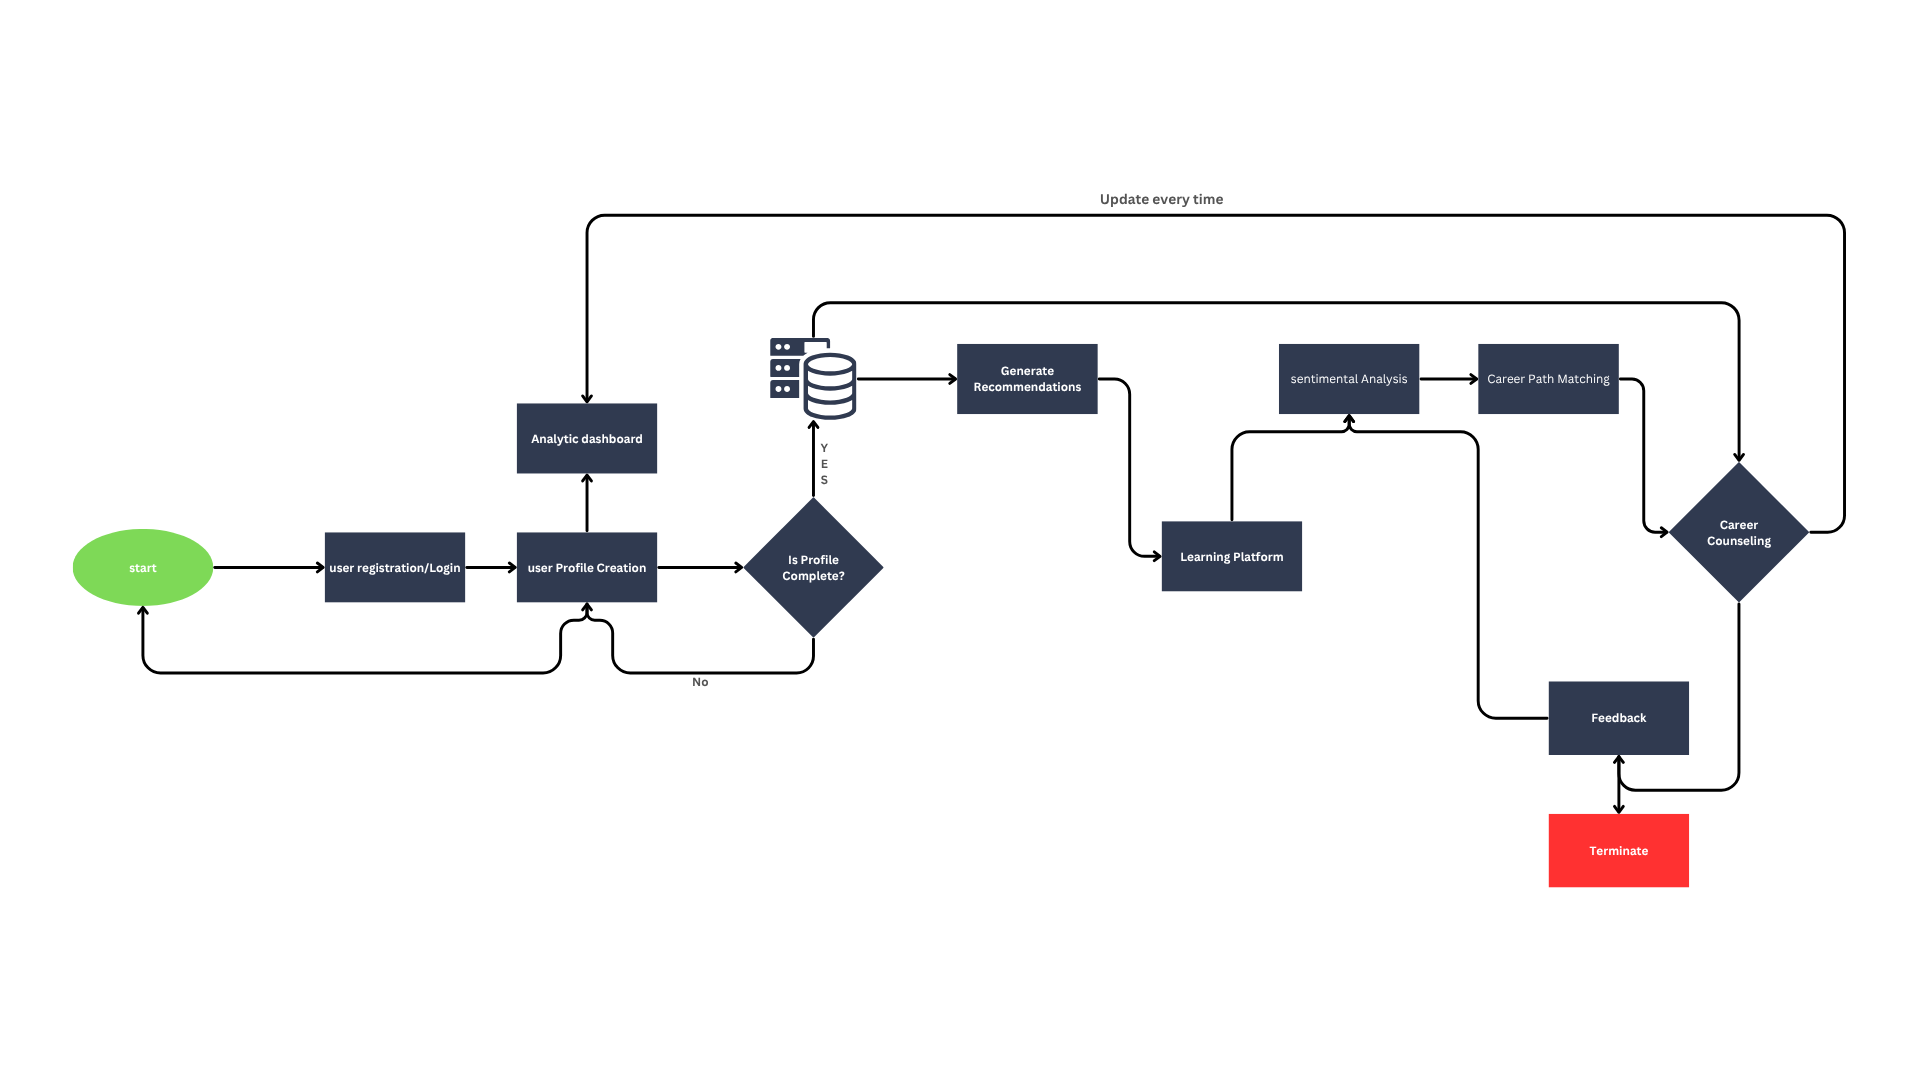 Update every time
Generate
Recommendations
sentimental Analysis
Career Path Matching
Analytic dashboard
Y
E
S
start
user registration/Login
user Profile Creation
Is Profile
Complete?
Learning Platform
Career
Counseling
No
Feedback
Terminate